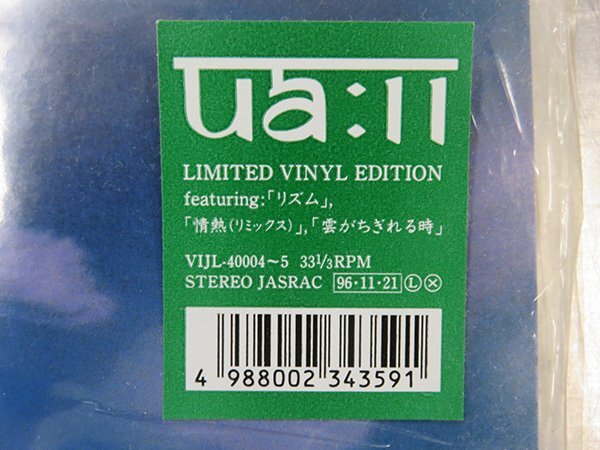 ua:11
LIMITED VINYL EDITION
featuring:「リズム」,
「情熱(リミックス)」,「雲がちぎれる時」
VIJL-40004〜5 33⅓RPM
STEREO JASRAC 96・11・21 Ⓛ ⓧ
4 988002 343591